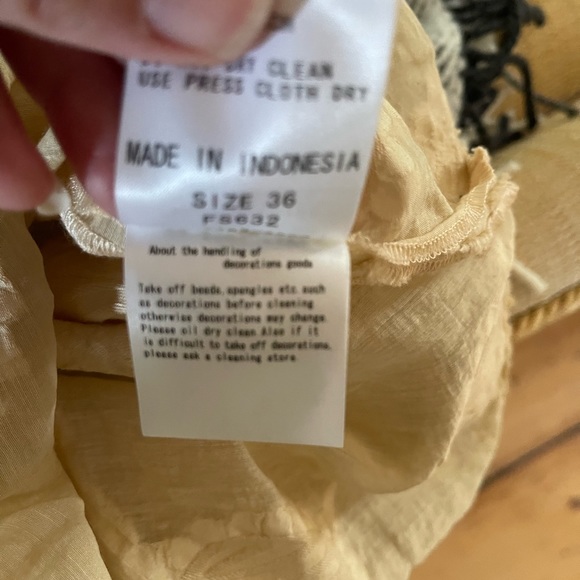 CLEAN
USE PRESS CLOTH DRY
MADE IN INDONESIA
SIZE 36
F5632
About the handling of
decorations goods
Take off beads.spangles etc.such
as decorations before cleaning
otherwise decorations may change.
Please oil dry clean.Also if it
is difficult to take off decorations.
please ask a cleaning store.